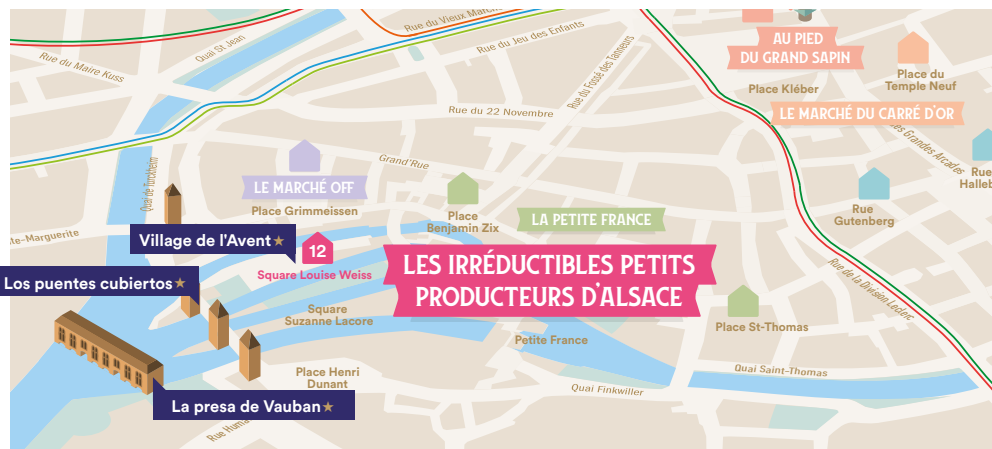 Rue du Vieux March
Quai St Jean
Rue du Jeu des Enfants
AU PIED
DU GRAND SAPIN
Rue du Maire Kuss
Rue du Fossé des Tanneurs
Place du
Temple Neuf
Place Kléber
Rue du 22 Novembre
LE MARCHÉ DU CARRÉ D'OR
es Grandes Arcades
Grand'Rue
Quai de Turckheim
LE MARCHÉ OFF
Place Grimmeissen
Place
Benjamin Zix
LA PETITE FRANCE
Rue
Halleb
Rue
Gutenberg
te-Marguerite
Village de l'Avent★
12
Square Louise Weiss
LES IRRÉDUCTIBLES PETITS
PRODUCTEURS D'ALSACE
Rue de la Division Leclerc
Los puentes cubiertos★
Square
Suzanne Lacore
Place St-Thomas
Petite France
Place Henri
Dunant
Quai Saint-Thomas
Quai Finkwiller
La presa de Vauban★
Rue Huma